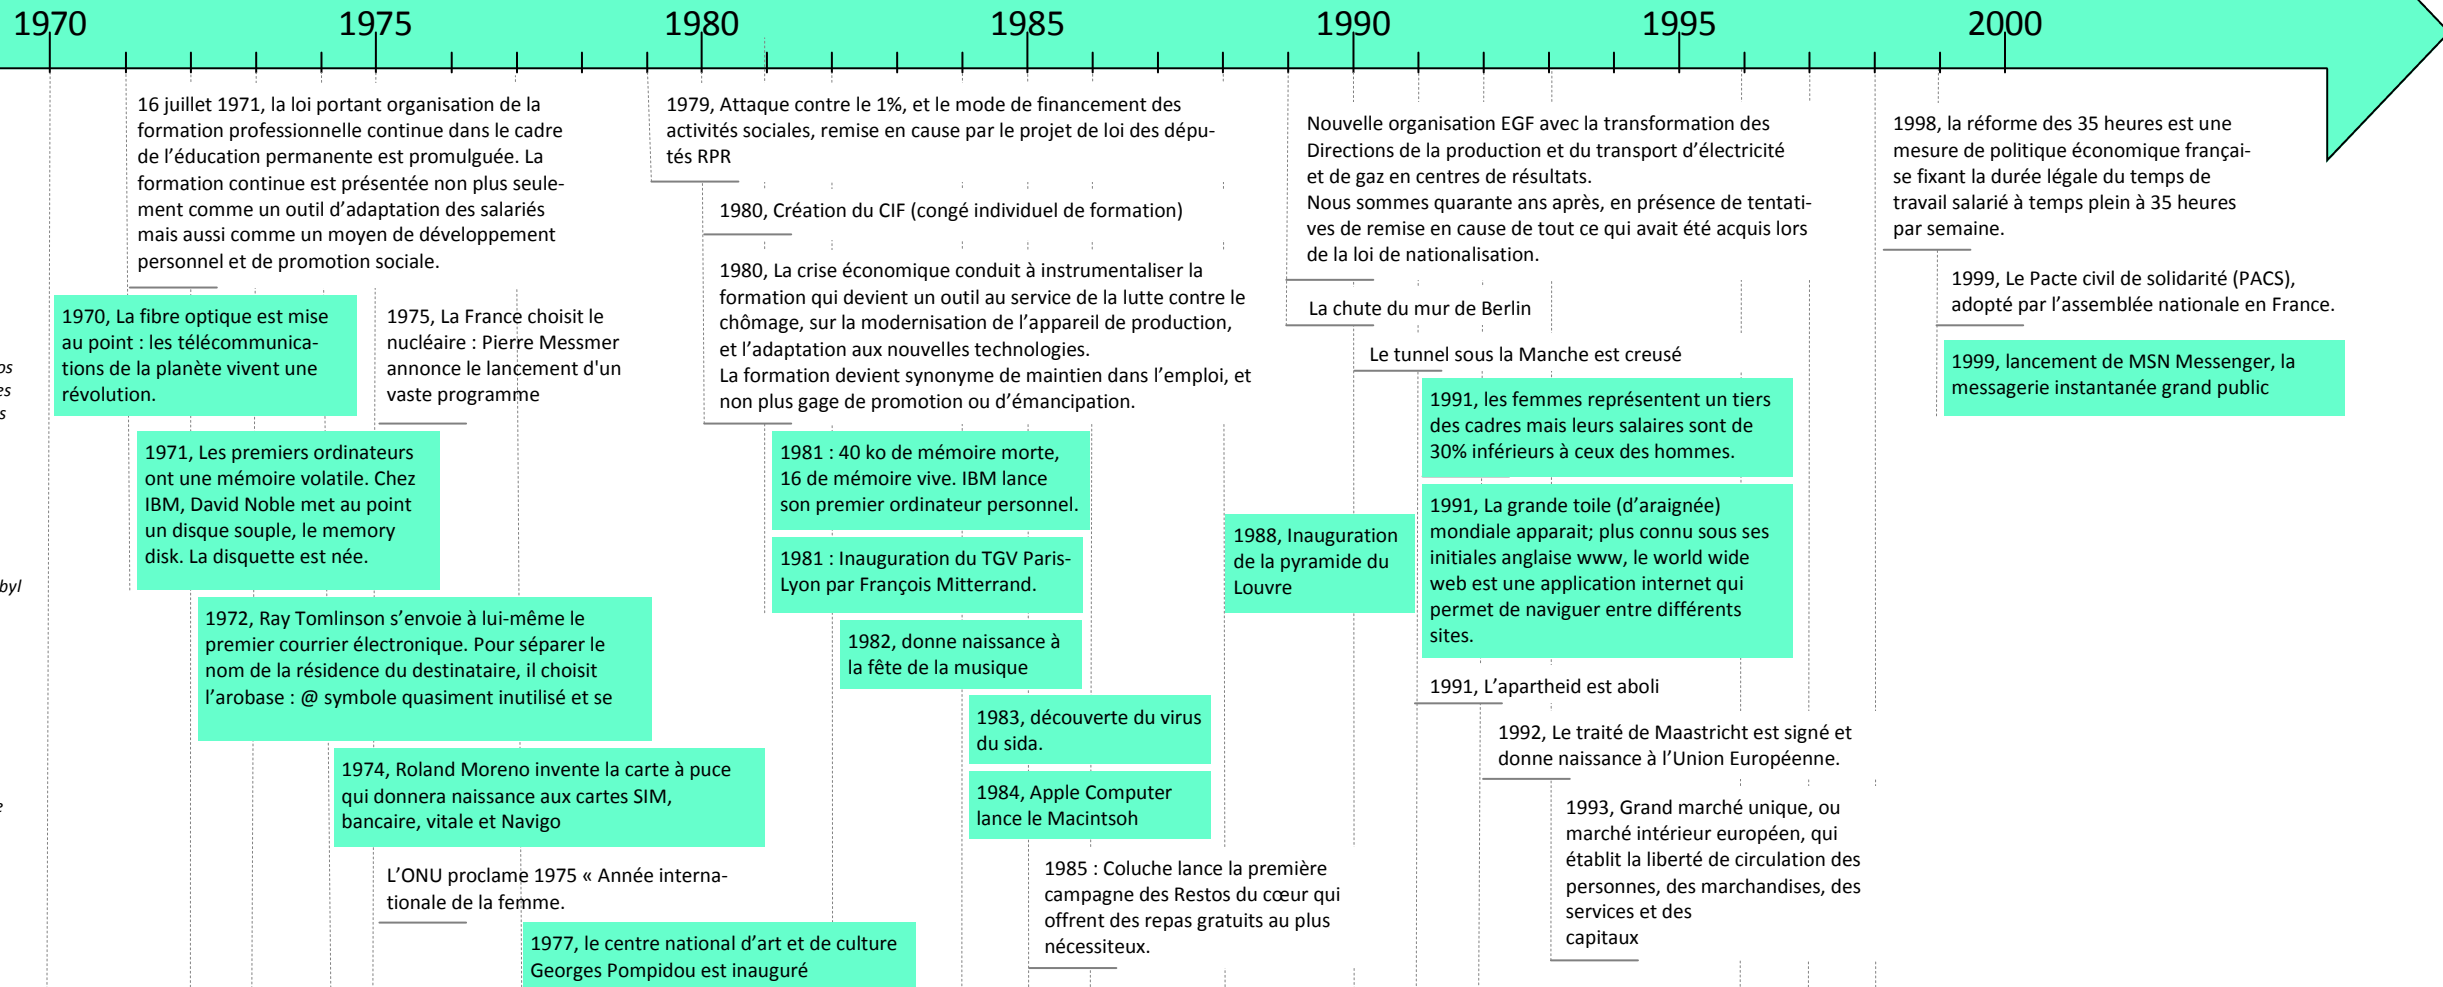 1970
1975
1980
1985
1990
1995
2000
16 juillet 1971, la loi portant organisation de la
formation professionnelle continue dans le cadre
de l’éducation permanente est promulguée. La
formation continue est présentée non plus seule-
ment comme un outil d’adaptation des salariés
mais aussi comme un moyen de développement
personnel et de promotion sociale.
1970, La fibre optique est mise
au point : les télécommunica-
tions de la planète vivent une
révolution.
1975, La France choisit le
nucléaire : Pierre Messmer
annonce le lancement d'un
vaste programme
1971, Les premiers ordinateurs
ont une mémoire volatile. Chez
IBM, David Noble met au point
un disque souple, le memory
disk. La disquette est née.
1972, Ray Tomlinson s’envoie à lui-même le
premier courrier électronique. Pour séparer le
nom de la résidence du destinataire, il choisit
l’arobase : @ symbole quasiment inutilisé et se
1974, Roland Moreno invente la carte à puce
qui donnera naissance aux cartes SIM,
bancaire, vitale et Navigo
L’ONU proclame 1975 « Année interna-
tionale de la femme.
1977, le centre national d’art et de culture
Georges Pompidou est inauguré
1979, Attaque contre le 1%, et le mode de financement des
activités sociales, remise en cause par le projet de loi des dépu-
tés RPR
1980, Création du CIF (congé individuel de formation)
1980, La crise économique conduit à instrumentaliser la
formation qui devient un outil au service de la lutte contre le
chômage, sur la modernisation de l’appareil de production,
et l’adaptation aux nouvelles technologies.
La formation devient synonyme de maintien dans l’emploi, et
non plus gage de promotion ou d’émancipation.
1981 : 40 ko de mémoire morte,
16 de mémoire vive. IBM lance
son premier ordinateur personnel.
1981 : Inauguration du TGV Paris-
Lyon par François Mitterrand.
1982, donne naissance à
la fête de la musique
1983, découverte du virus
du sida.
1984, Apple Computer
lance le Macintsoh
1985 : Coluche lance la première
campagne des Restos du cœur qui
offrent des repas gratuits au plus
nécessiteux.
1988, Inauguration
de la pyramide du
Louvre
Nouvelle organisation EGF avec la transformation des
Directions de la production et du transport d’électricité
et de gaz en centres de résultats.
Nous sommes quarante ans après, en présence de tentati-
ves de remise en cause de tout ce qui avait été acquis lors
de la loi de nationalisation.
La chute du mur de Berlin
Le tunnel sous la Manche est creusé
1991, les femmes représentent un tiers
des cadres mais leurs salaires sont de
30% inférieurs à ceux des hommes.
1991, La grande toile (d’araignée)
mondiale apparait; plus connu sous ses
initiales anglaise www, le world wide
web est une application internet qui
permet de naviguer entre différents
sites.
1991, L’apartheid est aboli
1992, Le traité de Maastricht est signé et
donne naissance à l’Union Européenne.
1993, Grand marché unique, ou
marché intérieur européen, qui
établit la liberté de circulation des
personnes, des marchandises, des
services et des
capitaux
1998, la réforme des 35 heures est une
mesure de politique économique françai-
se fixant la durée légale du temps de
travail salarié à temps plein à 35 heures
par semaine.
1999, Le Pacte civil de solidarité (PACS),
adopté par l’assemblée nationale en France.
1999, lancement de MSN Messenger, la
messagerie instantanée grand public